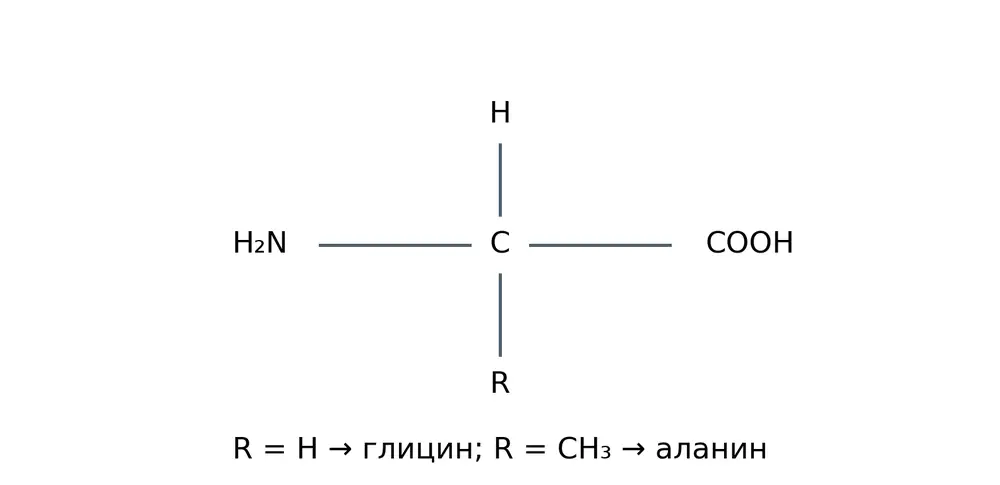 H
H₂N C COOH
R
R = H → глицин; R = CH₃ → аланин